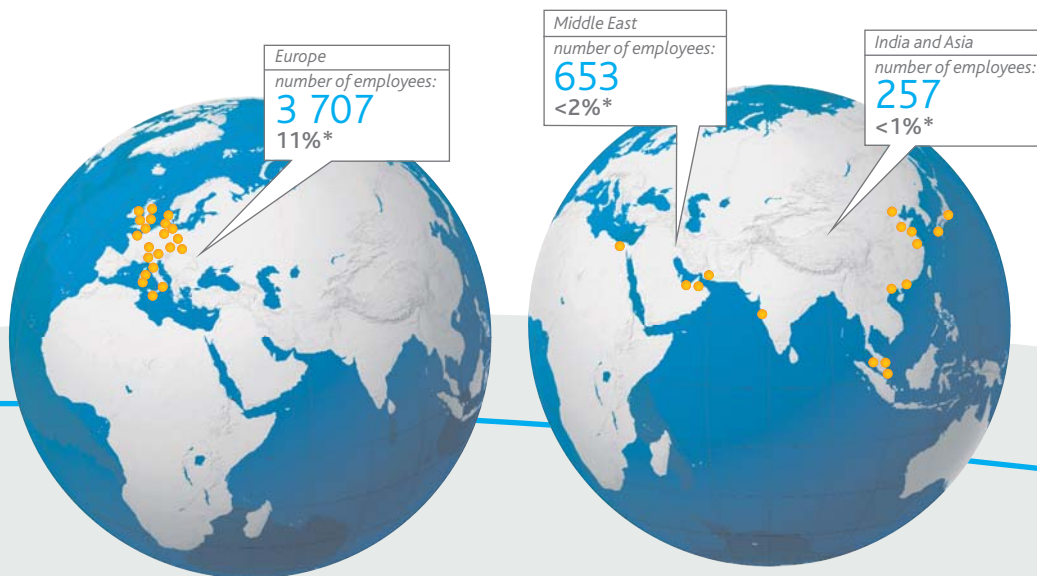 Europe
number of employees:
3 707
11%*
Middle East
number of employees:
653
<2%*
India and Asia
number of employees:
257
<1%*